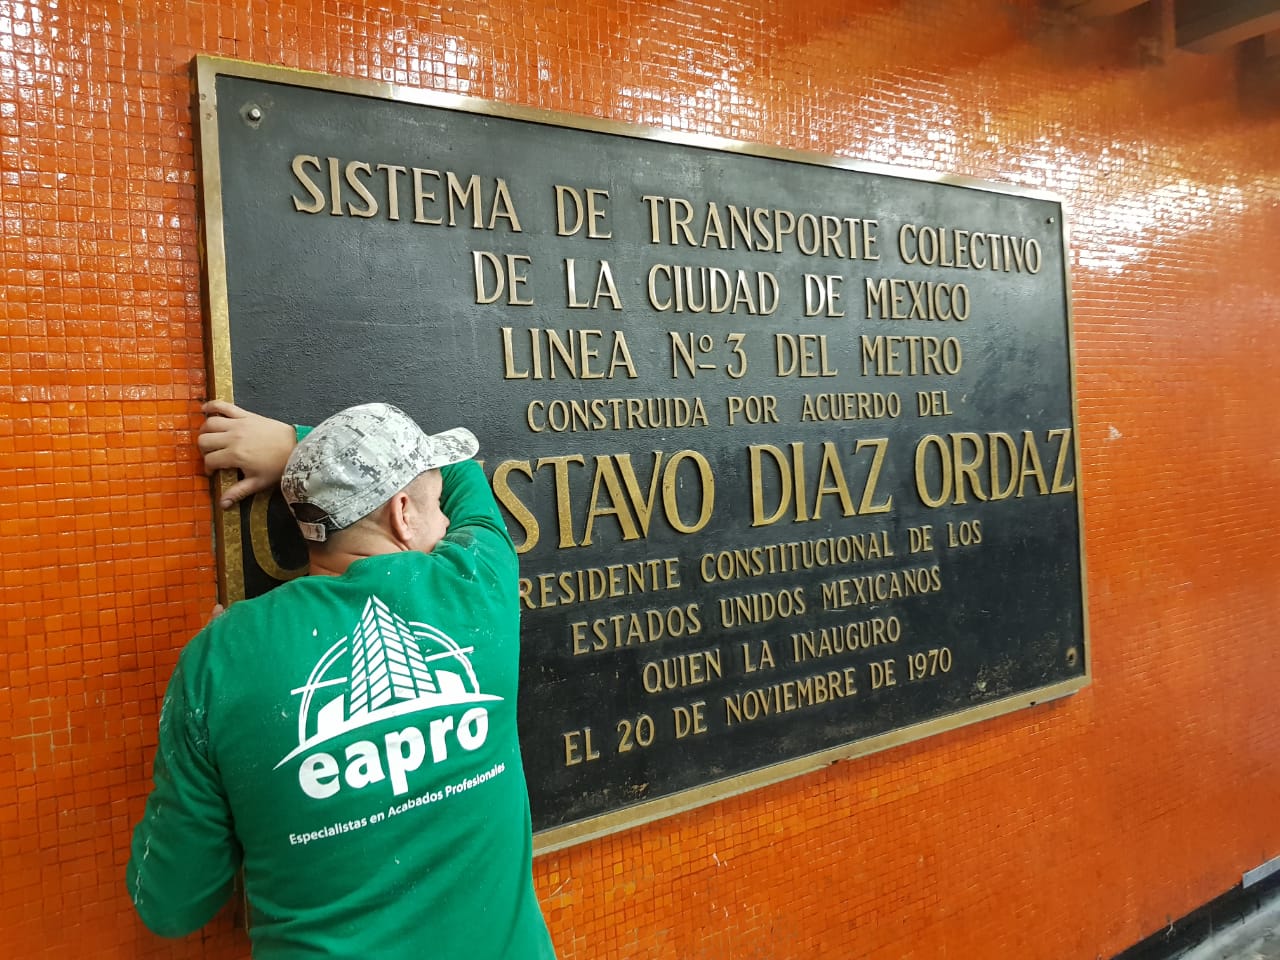 SISTEMA DE TRANSPORTE COLECTIVO
DE LA CIUDAD DE MEXICO
LINEA Nº 3 DEL METRO
CONSTRUIDA POR ACUERDO DEL
G STAVO DIAZ ORDAZ
RESIDENTE CONSTITUCIONAL DE LOS
ESTADOS UNIDOS MEXICANOS
QUIEN LA INAUGURO
EL 20 DE NOVIEMBRE DE 1970
eapro
Especialistas en Acabados Profesionales